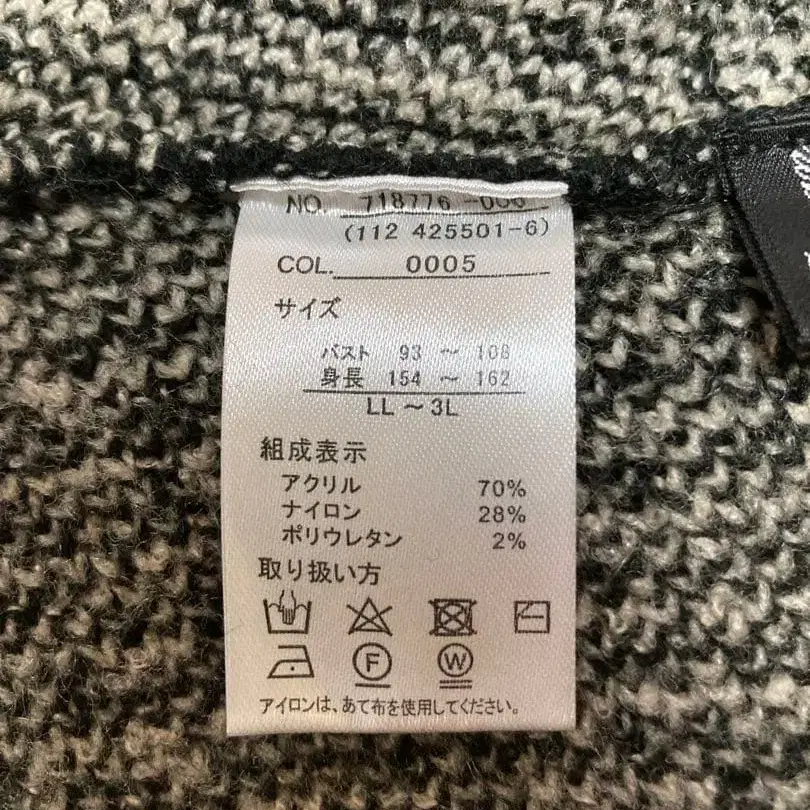 NO. 718776-006
(112 425501-6)
COL. 0005
サイズ
バスト 93 ～ 108
身長 154 ～ 162
LL ～ 3L
組成表示
アクリル 70%
ナイロン 28%
ポリウレタン 2%
取り扱い方
F W
アイロンは、あて布を使用してください。